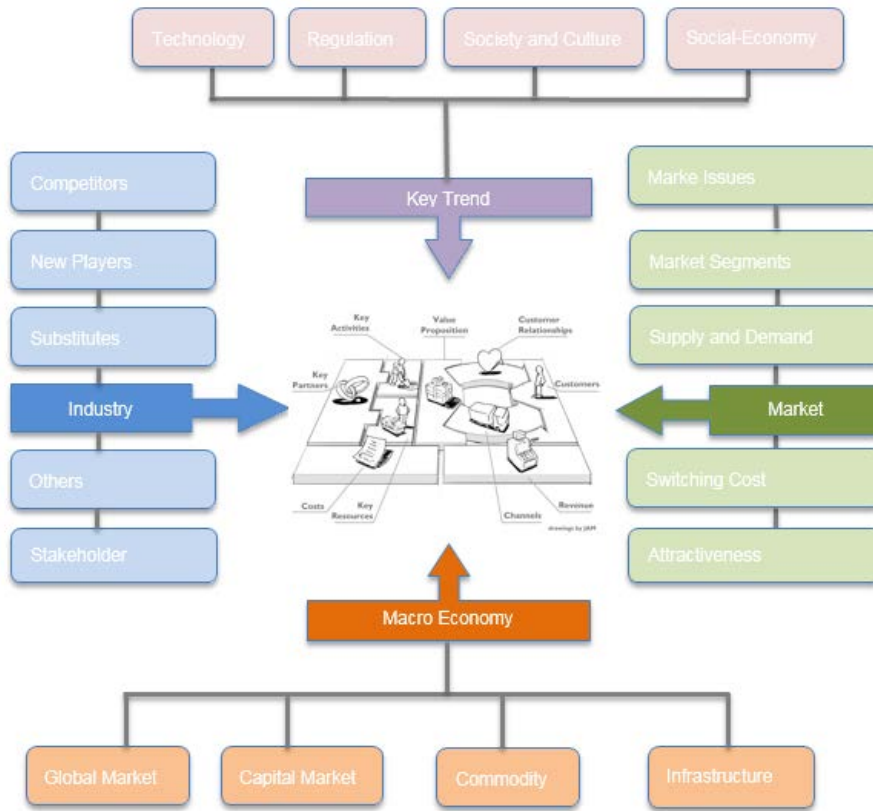 Technology
Regulation
Society and Culture
Social-Economy
Key Trend
Competitors
New Players
Substitutes
Industry
Others
Stakeholder
Marke Issues
Market Segments
Supply and Demand
Market
Switching Cost
Attractiveness
Key
Activities
Value
Proposition
Customer
Relationships
Key
Partners
Customers
Costs
Key
Resources
Channels
Revenue
drawings by JAM
Macro Economy
Global Market
Capital Market
Commodity
Infrastructure